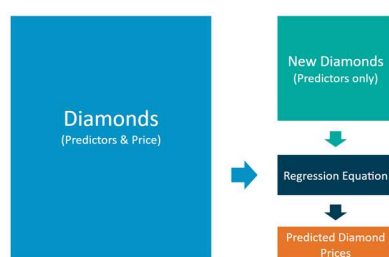 Diamonds
(Predictors & Price)
New Diamonds
(Predictors only)
Regression Equation
Predicted Diamond
Prices